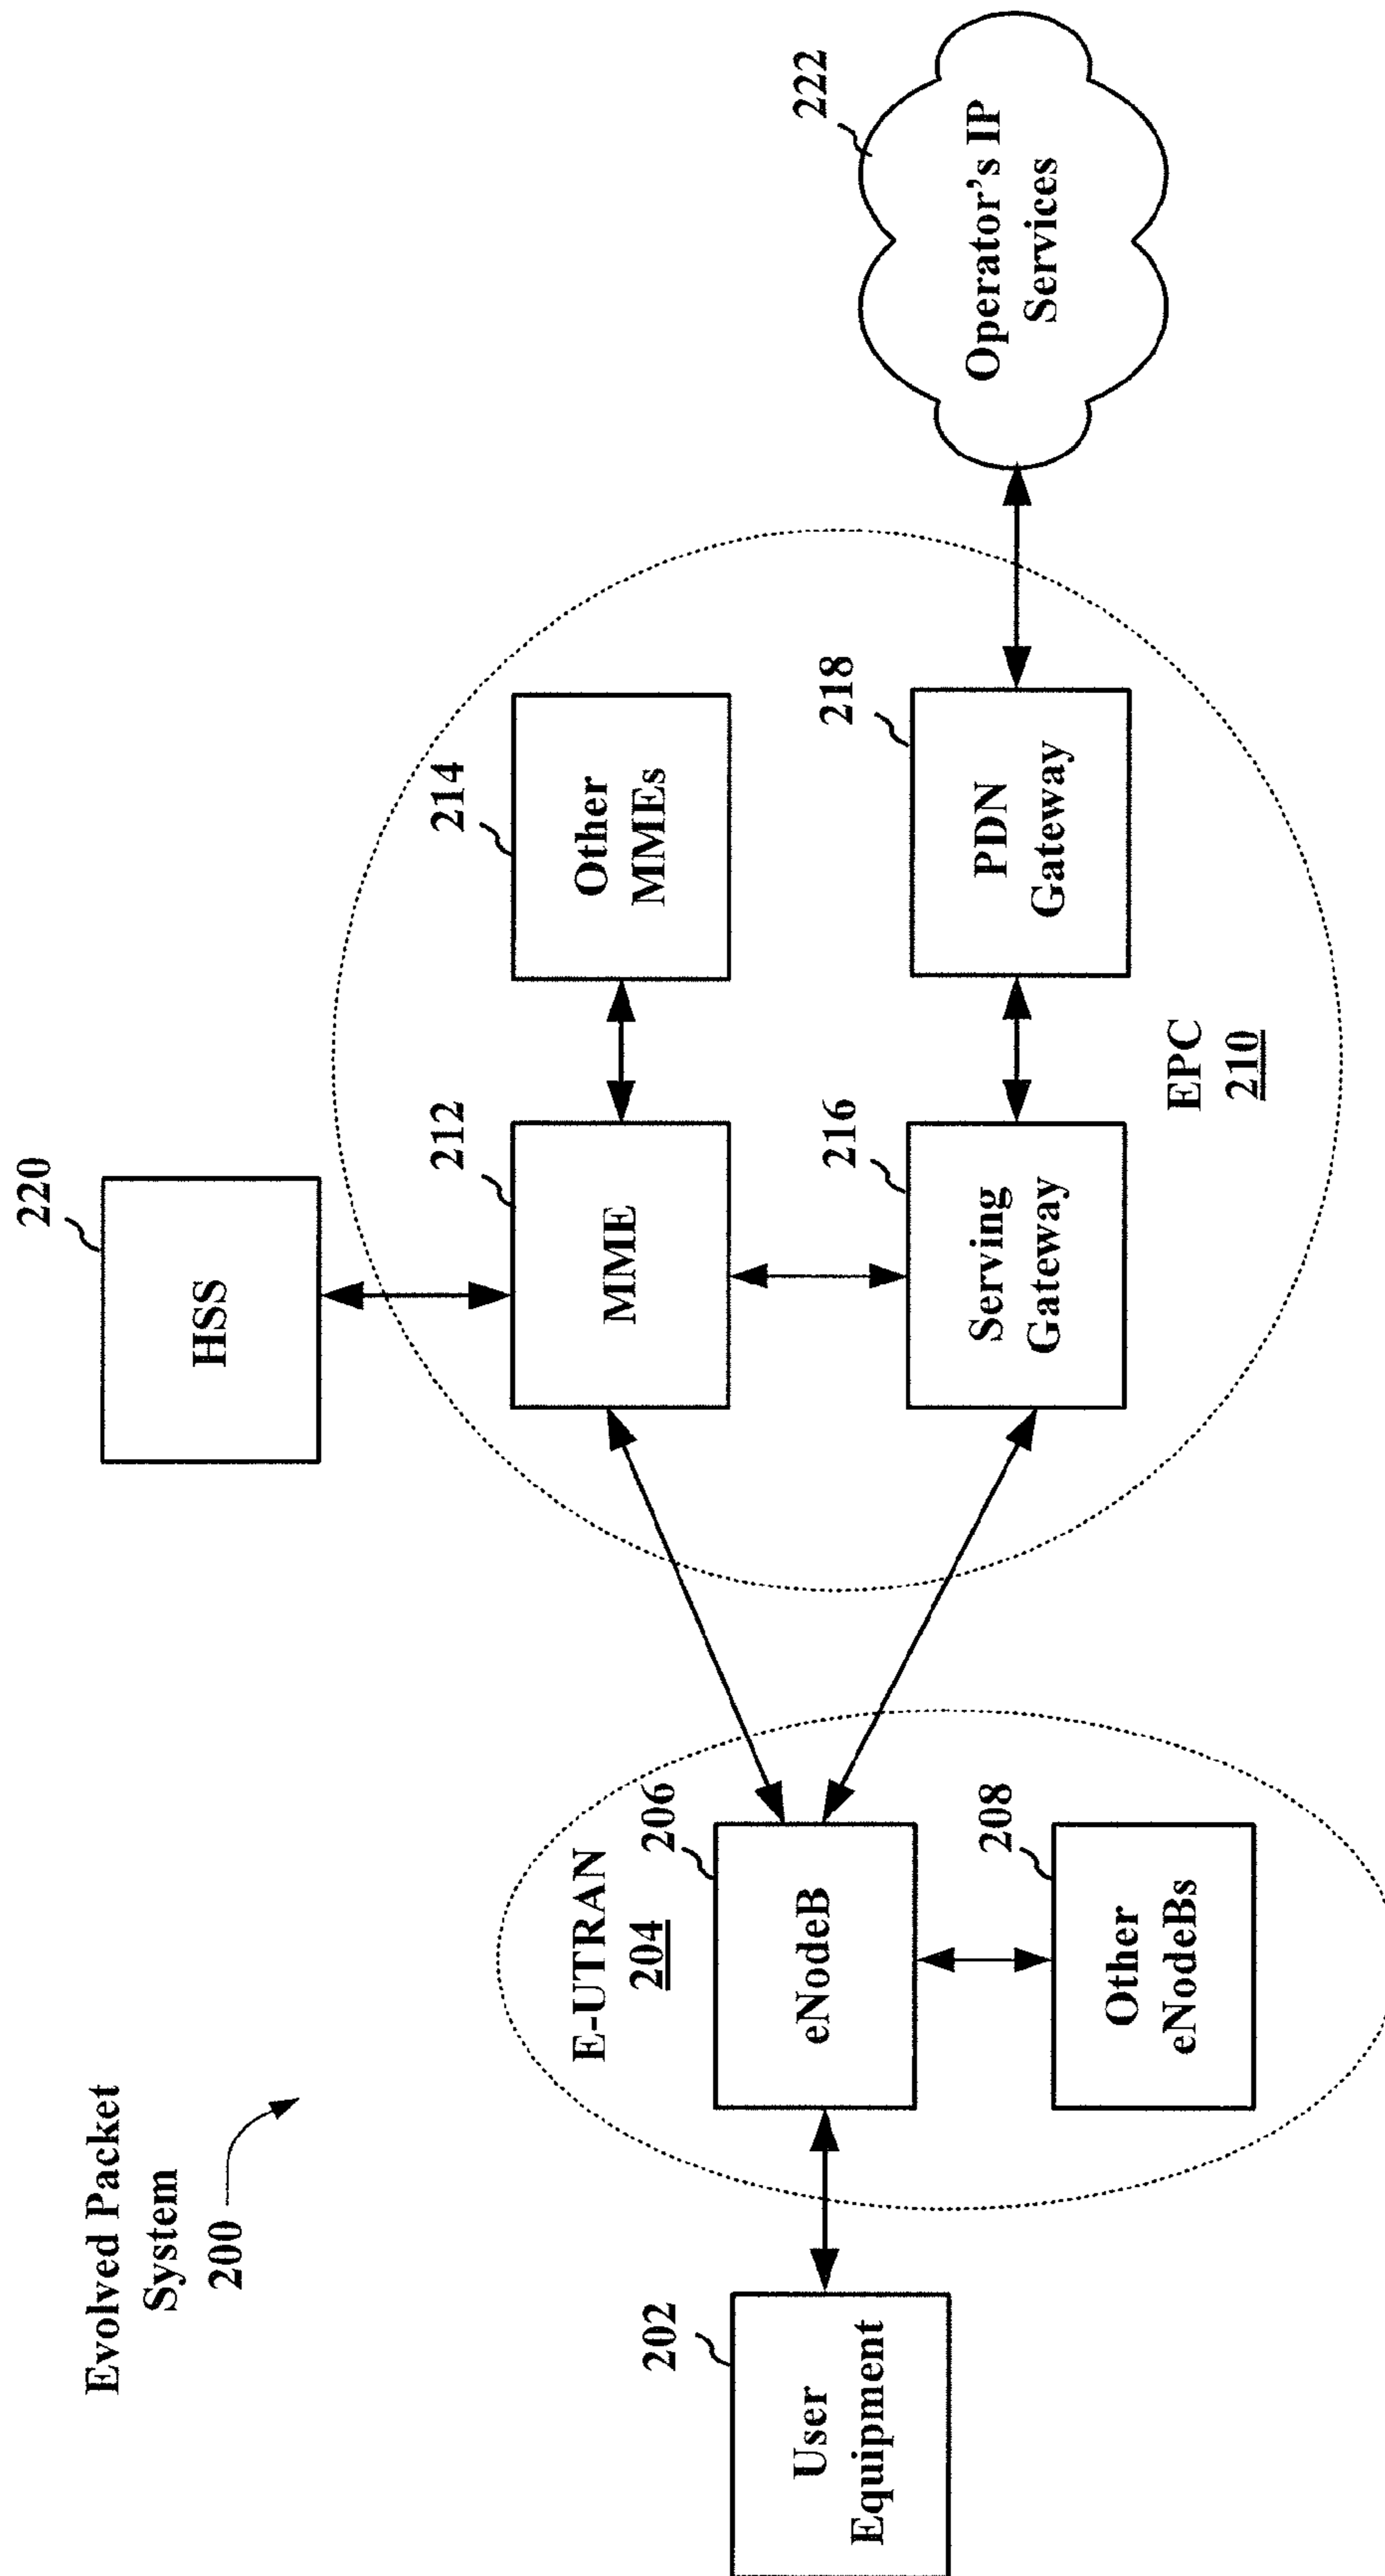 Evolved Packet
System
200
220
HSS
E-UTRAN
204
212
MME
214
Other
MMEs
202
User
Equipment
206
eNodeB
208
Other
eNodeBs
216
Serving
Gateway
218
PDN
Gateway
EPC
210
222
Operator's IP
Services